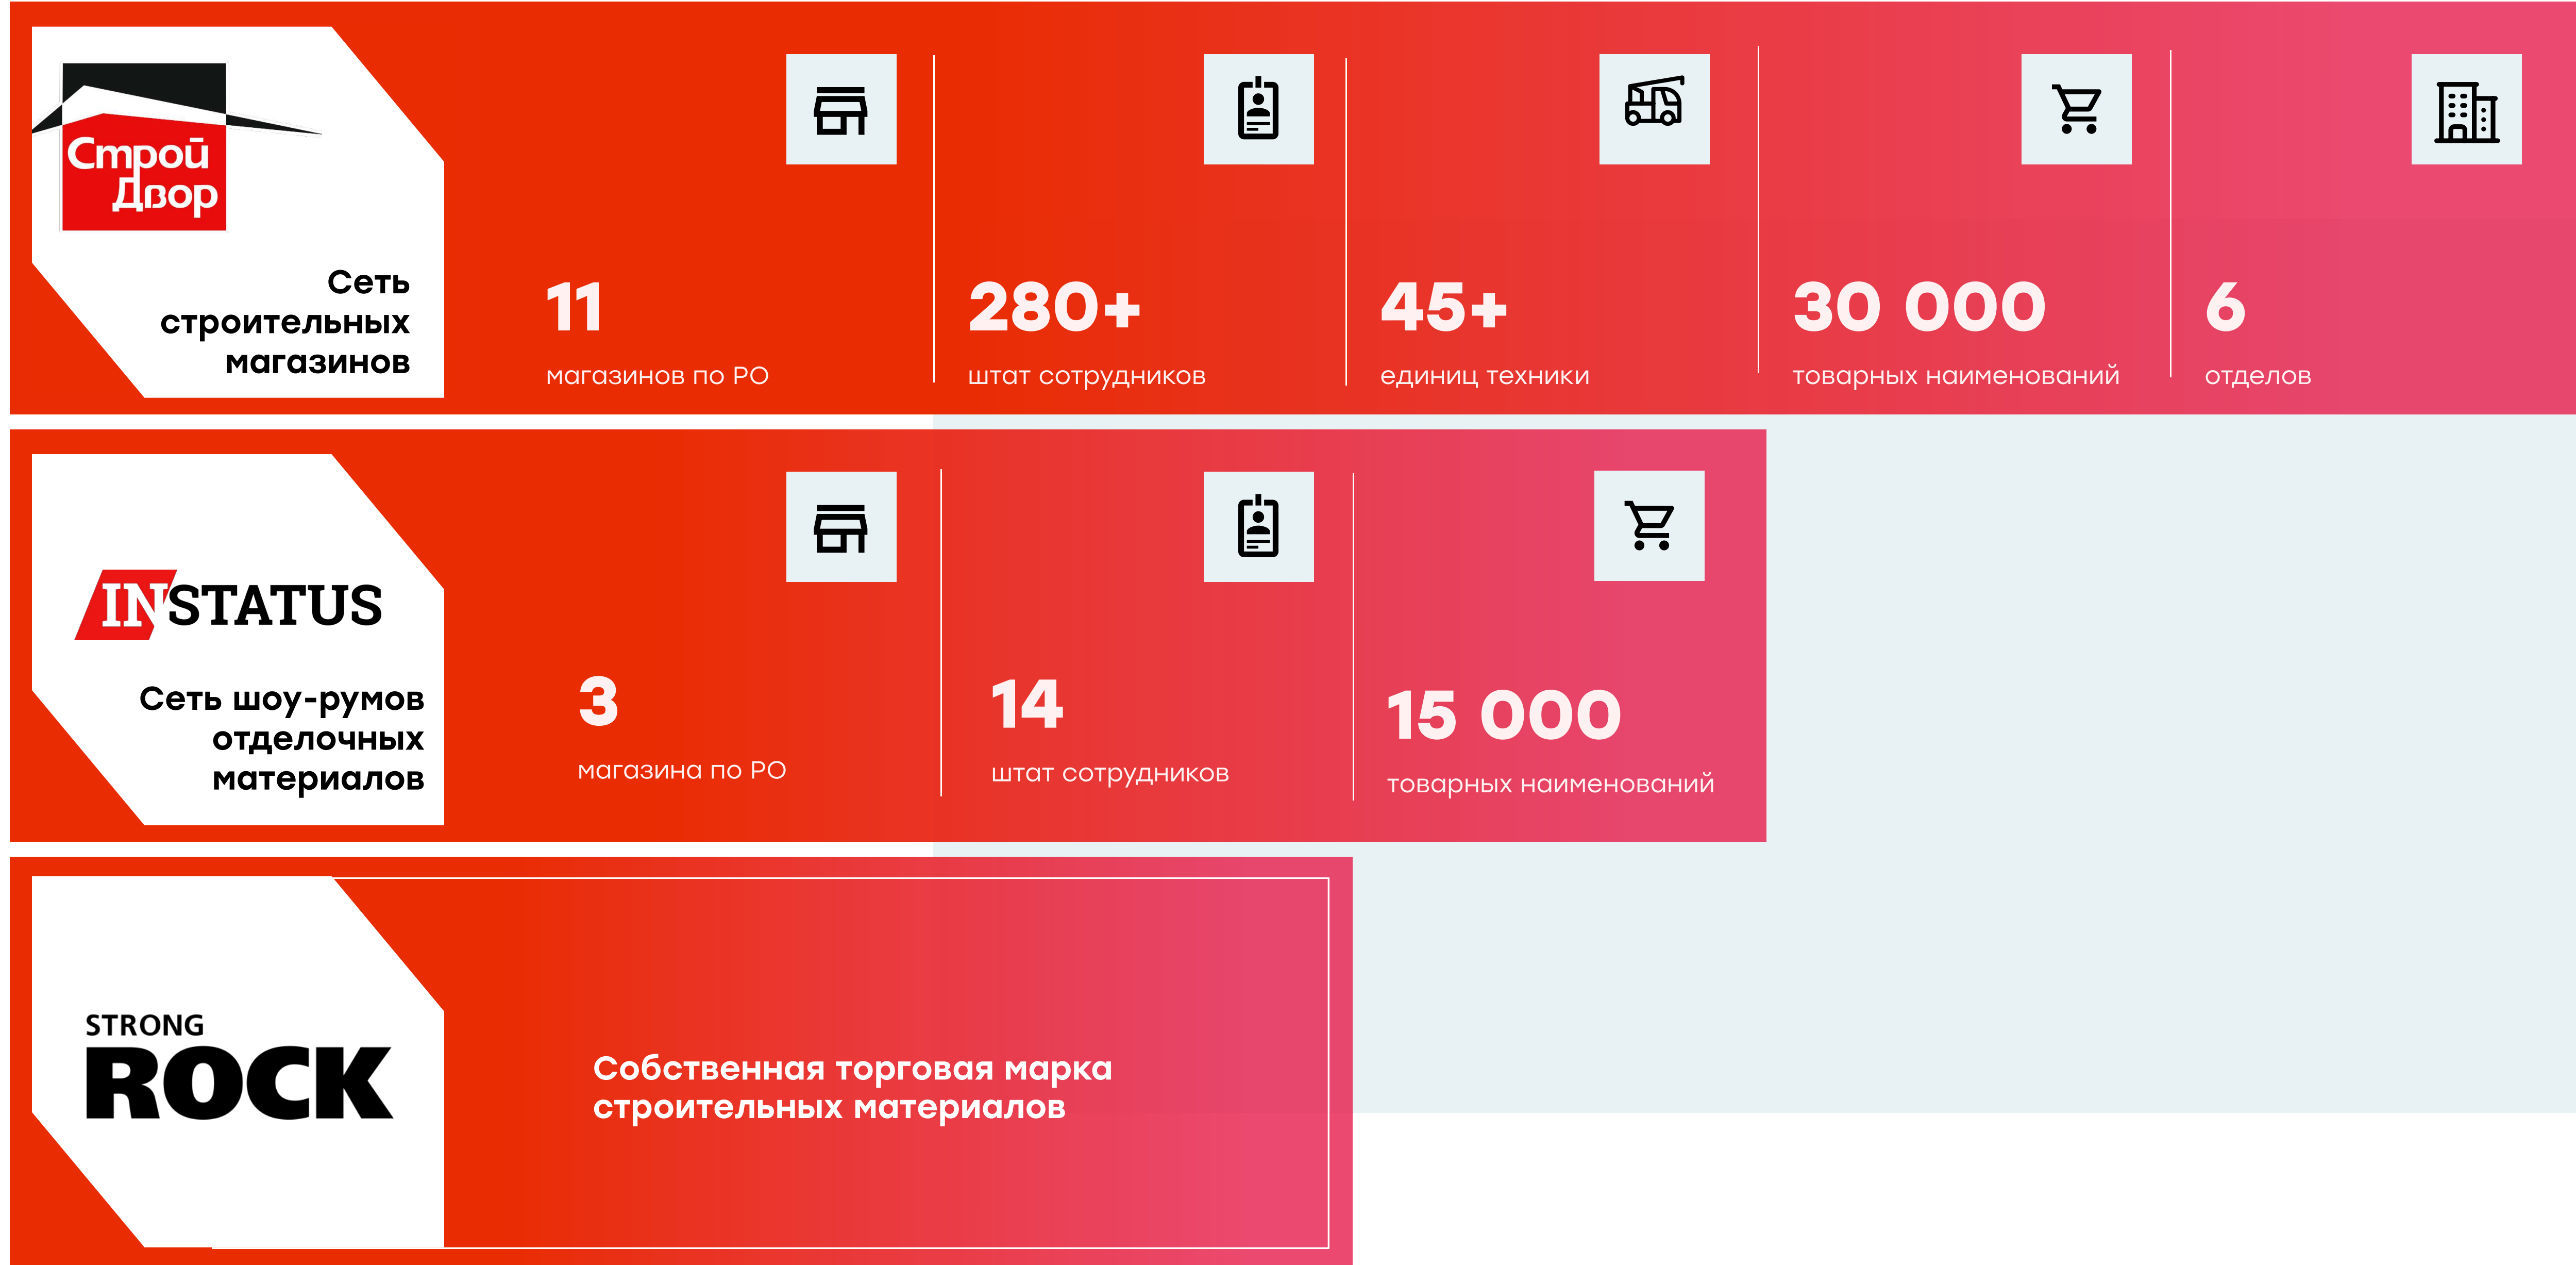 Строй
Двор
Сеть
строительных
магазинов
11
магазинов по РО
280+
штат сотрудников
45+
единиц техники
30 000
товарных наименований
6
отделов
INSTATUS
Сеть шоу-румов
отделочных
материалов
3
магазина по РО
14
штат сотрудников
15 000
товарных наименований
STRONG
ROCK
Собственная торговая марка
строительных материалов